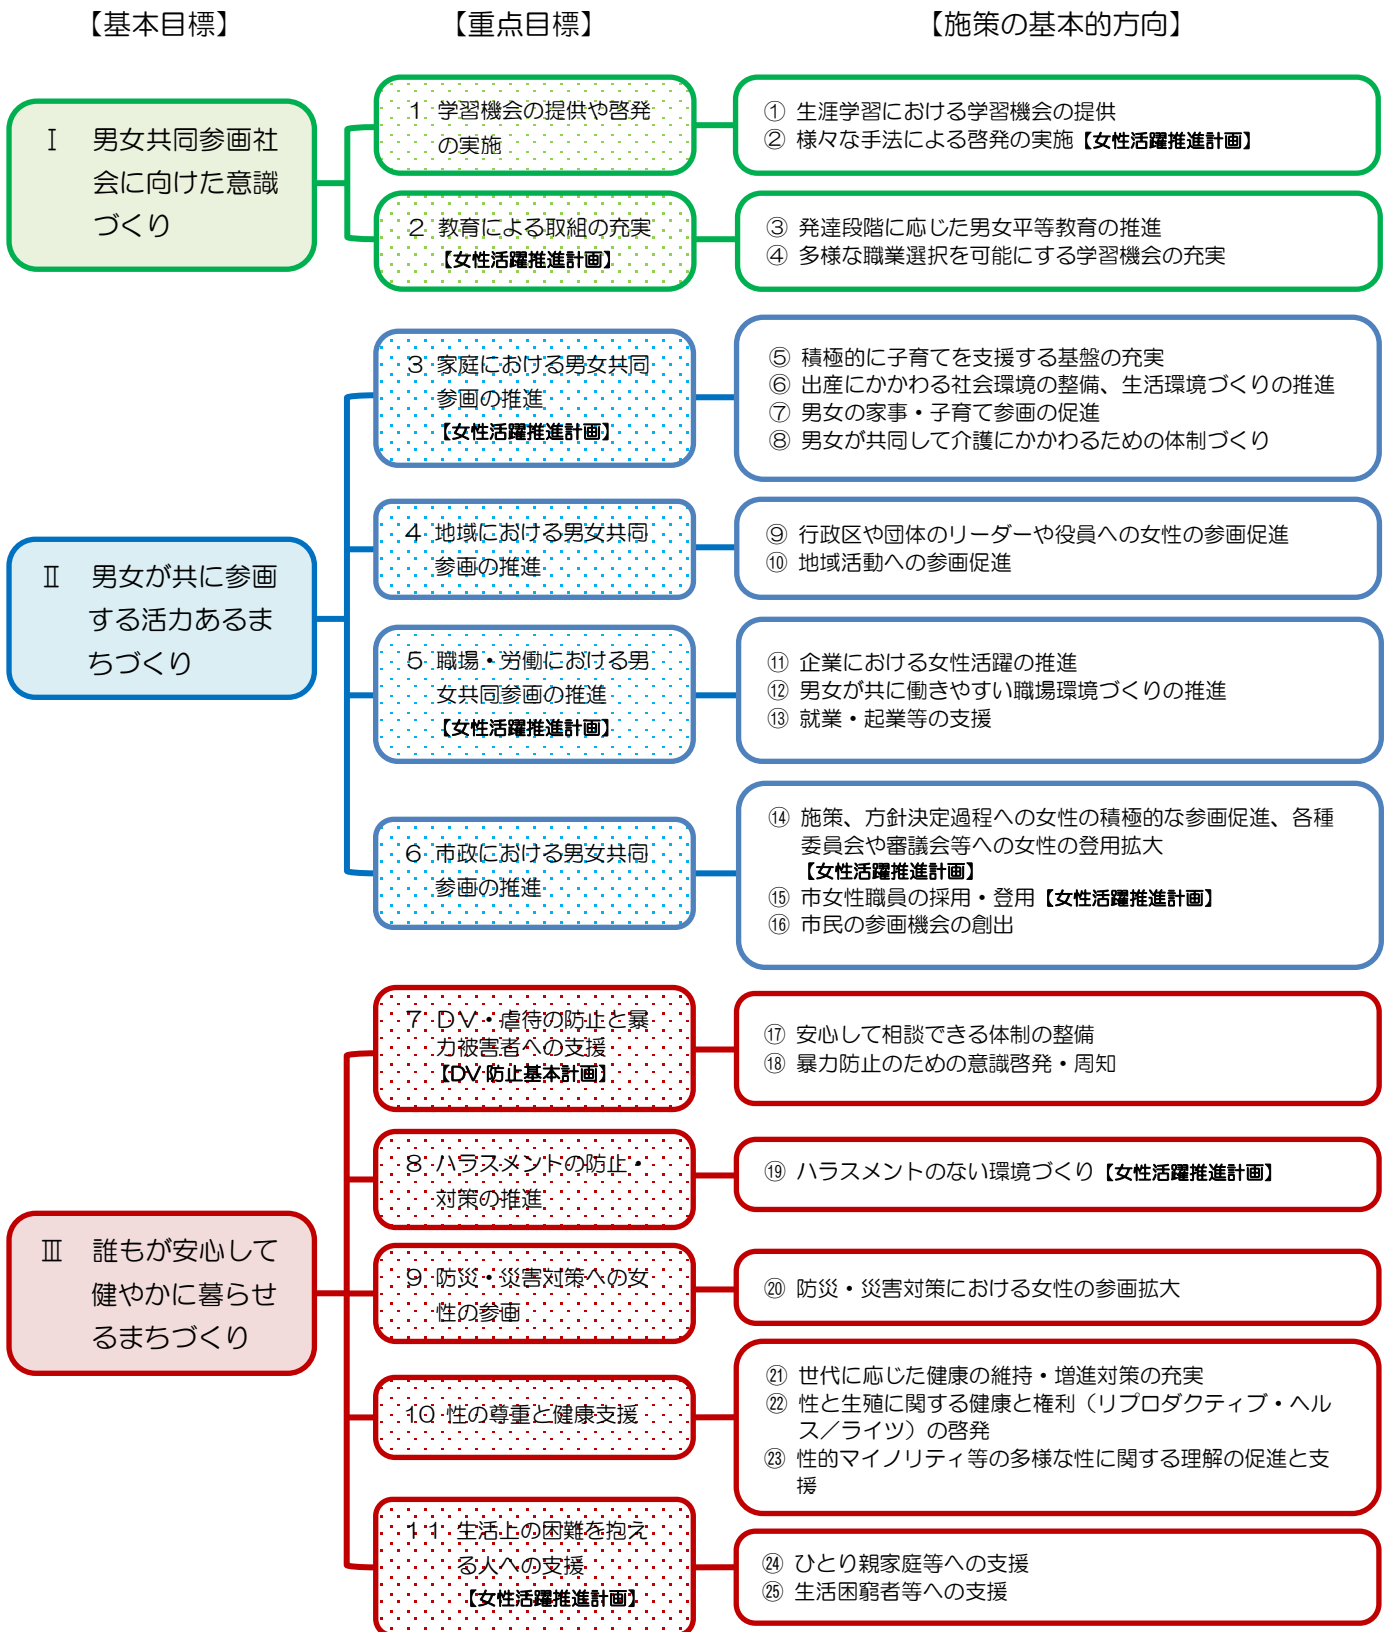 【基本目標】 【重点目標】 【施策の基本的方向】
Ⅰ 男女共同参画社
会に向けた意識
づくり
1 学習機会の提供や啓発
の実施
① 生涯学習における学習機会の提供
② 様々な手法による啓発の実施【女性活躍推進計画】
2 教育による取組の充実
【女性活躍推進計画】
③ 発達段階に応じた男女平等教育の推進
④ 多様な職業選択を可能にする学習機会の充実
Ⅱ 男女が共に参画
する活力あるま
ちづくり
3 家庭における男女共同
参画の推進
【女性活躍推進計画】
⑤ 積極的に子育てを支援する基盤の充実
⑥ 出産にかかわる社会環境の整備、生活環境づくりの推進
⑦ 男女の家事・子育て参画の促進
⑧ 男女が共同して介護にかかわるための体制づくり
4 地域における男女共同
参画の推進
⑨ 行政区や団体のリーダーや役員への女性の参画促進
⑩ 地域活動への参画促進
5 職場・労働における男
女共同参画の推進
【女性活躍推進計画】
⑪ 企業における女性活躍の推進
⑫ 男女が共に働きやすい職場環境づくりの推進
⑬ 就業・起業等の支援
6 市政における男女共同
参画の推進
⑭ 施策、方針決定過程への女性の積極的な参画促進、各種
委員会や審議会等への女性の登用拡大
【女性活躍推進計画】
⑮ 市女性職員の採用・登用【女性活躍推進計画】
⑯ 市民の参画機会の創出
Ⅲ 誰もが安心して
健やかに暮らせ
るまちづくり
7 DV・虐待の防止と暴
力被害者への支援
【DV 防止基本計画】
⑰ 安心して相談できる体制の整備
⑱ 暴力防止のための意識啓発・周知
8 ハラスメントの防止・
対策の推進
⑲ ハラスメントのない環境づくり【女性活躍推進計画】
9 防災・災害対策への女
性の参画
⑳ 防災・災害対策における女性の参画拡大
10 性の尊重と健康支援
㉑ 世代に応じた健康の維持・増進対策の充実
㉒ 性と生殖に関する健康と権利（リプロダクティブ・ヘル
ス／ライツ）の啓発
㉓ 性的マイノリティ等の多様な性に関する理解の促進と支
援
11 生活上の困難を抱え
る人への支援
【女性活躍推進計画】
㉔ ひとり親家庭等への支援
㉕ 生活困窮者等への支援